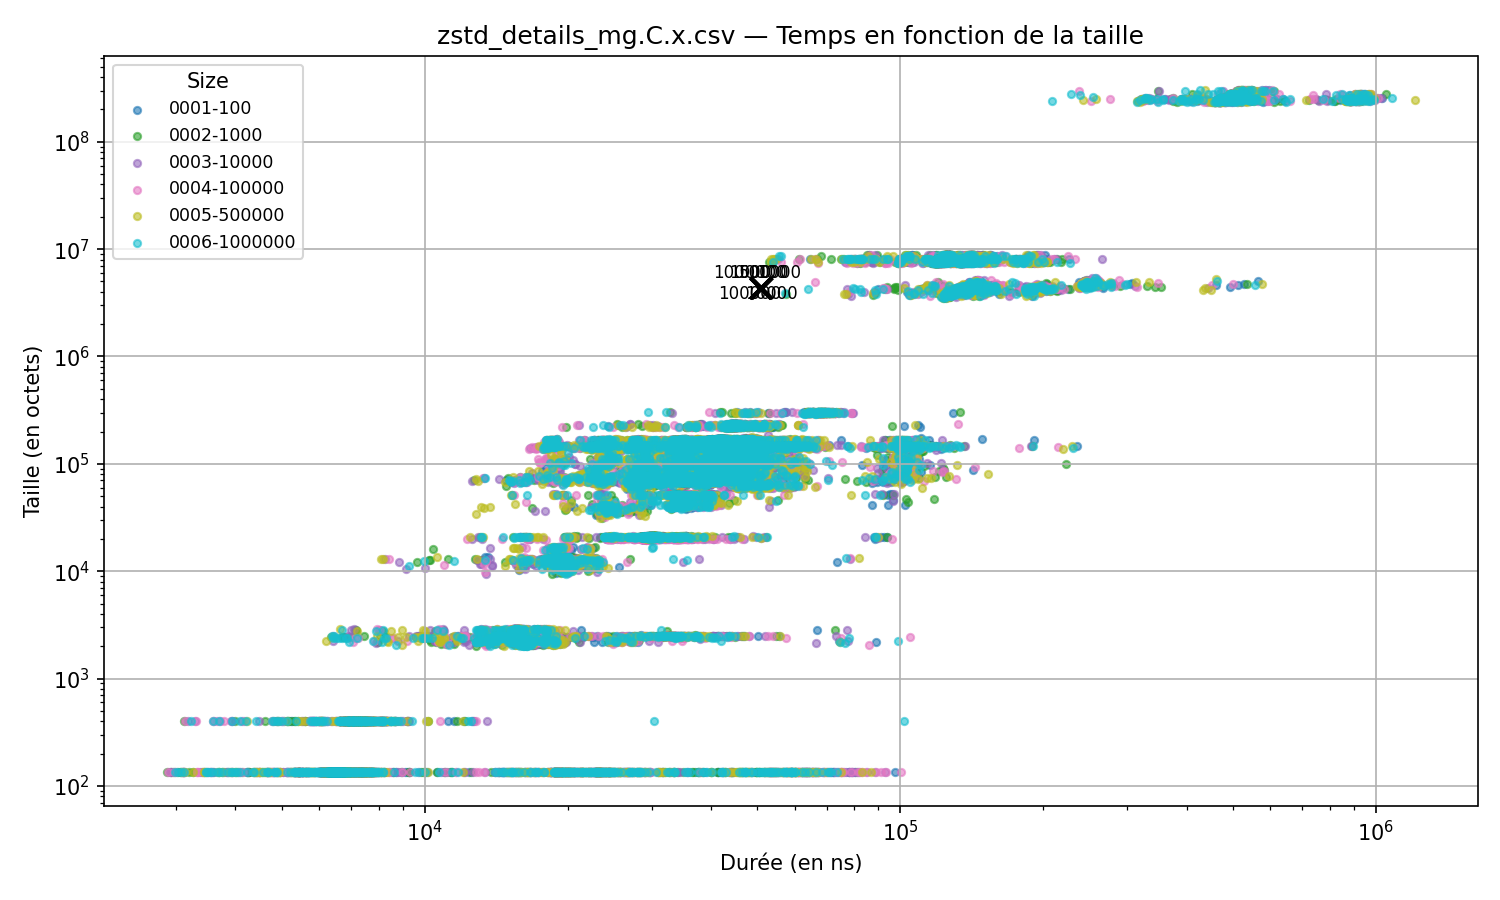 zstd_details_mg.C.x.csv — Temps en fonction de la taille
Size
0001-100
0002-1000
0003-10000
0004-100000
0005-500000
0006-1000000
10⁸
10⁷
10⁶
10⁵
10⁴
10³
10²
Taille (en octets)
10⁴ 10⁵ 10⁶
Durée (en ns)